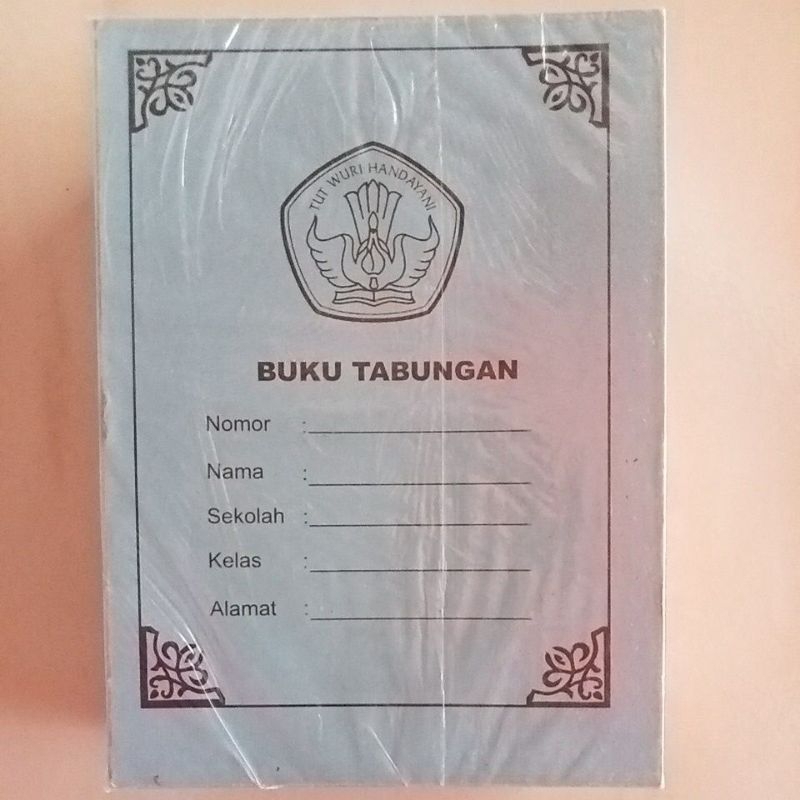 TUT WURI HANDAYANI
BUKU TABUNGAN
Nomor :
Nama :
Sekolah :
Kelas :
Alamat :